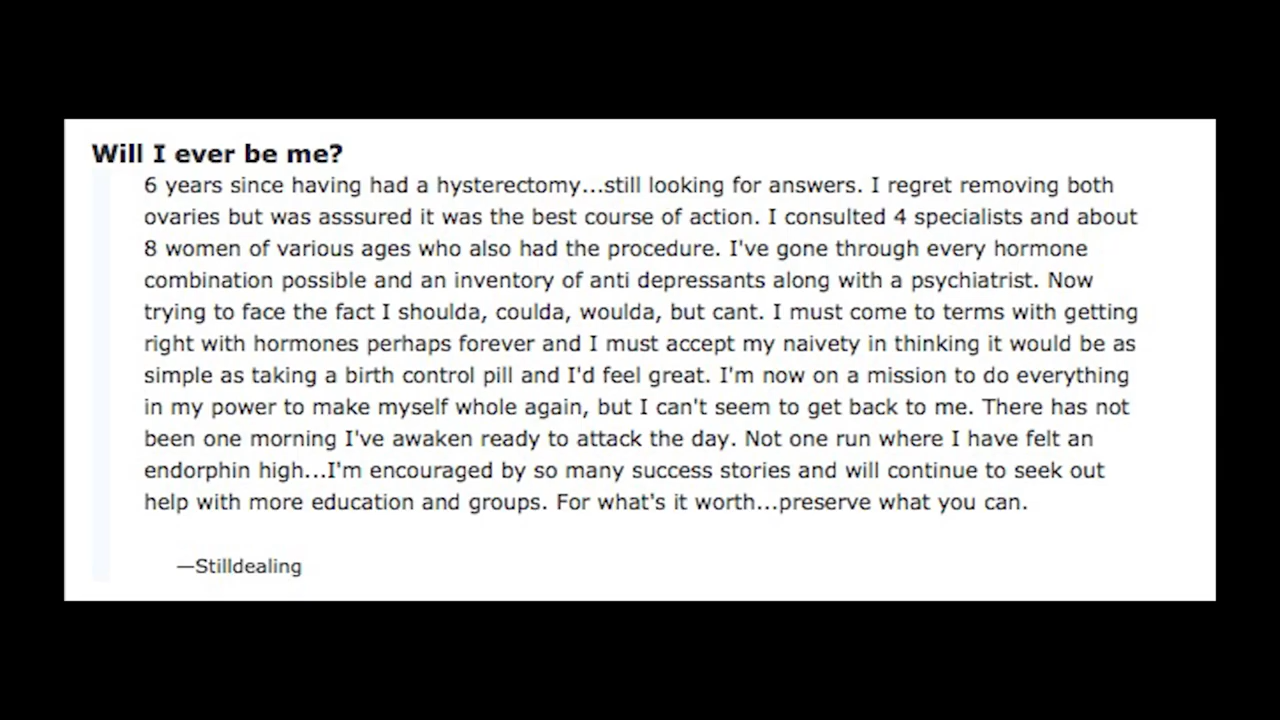 Will I ever be me?
6 years since having had a hysterectomy...still looking for answers. I regret removing both
ovaries but was asssured it was the best course of action. I consulted 4 specialists and about
8 women of various ages who also had the procedure. I've gone through every hormone
combination possible and an inventory of anti depressants along with a psychiatrist. Now
trying to face the fact I shoulda, coulda, woulda, but cant. I must come to terms with getting
right with hormones perhaps forever and I must accept my naivety in thinking it would be as
simple as taking a birth control pill and I'd feel great. I'm now on a mission to do everything
in my power to make myself whole again, but I can't seem to get back to me. There has not
been one morning I've awaken ready to attack the day. Not one run where I have felt an
endorphin high...I'm encouraged by so many success stories and will continue to seek out
help with more education and groups. For what's it worth...preserve what you can.
—Stilldealing